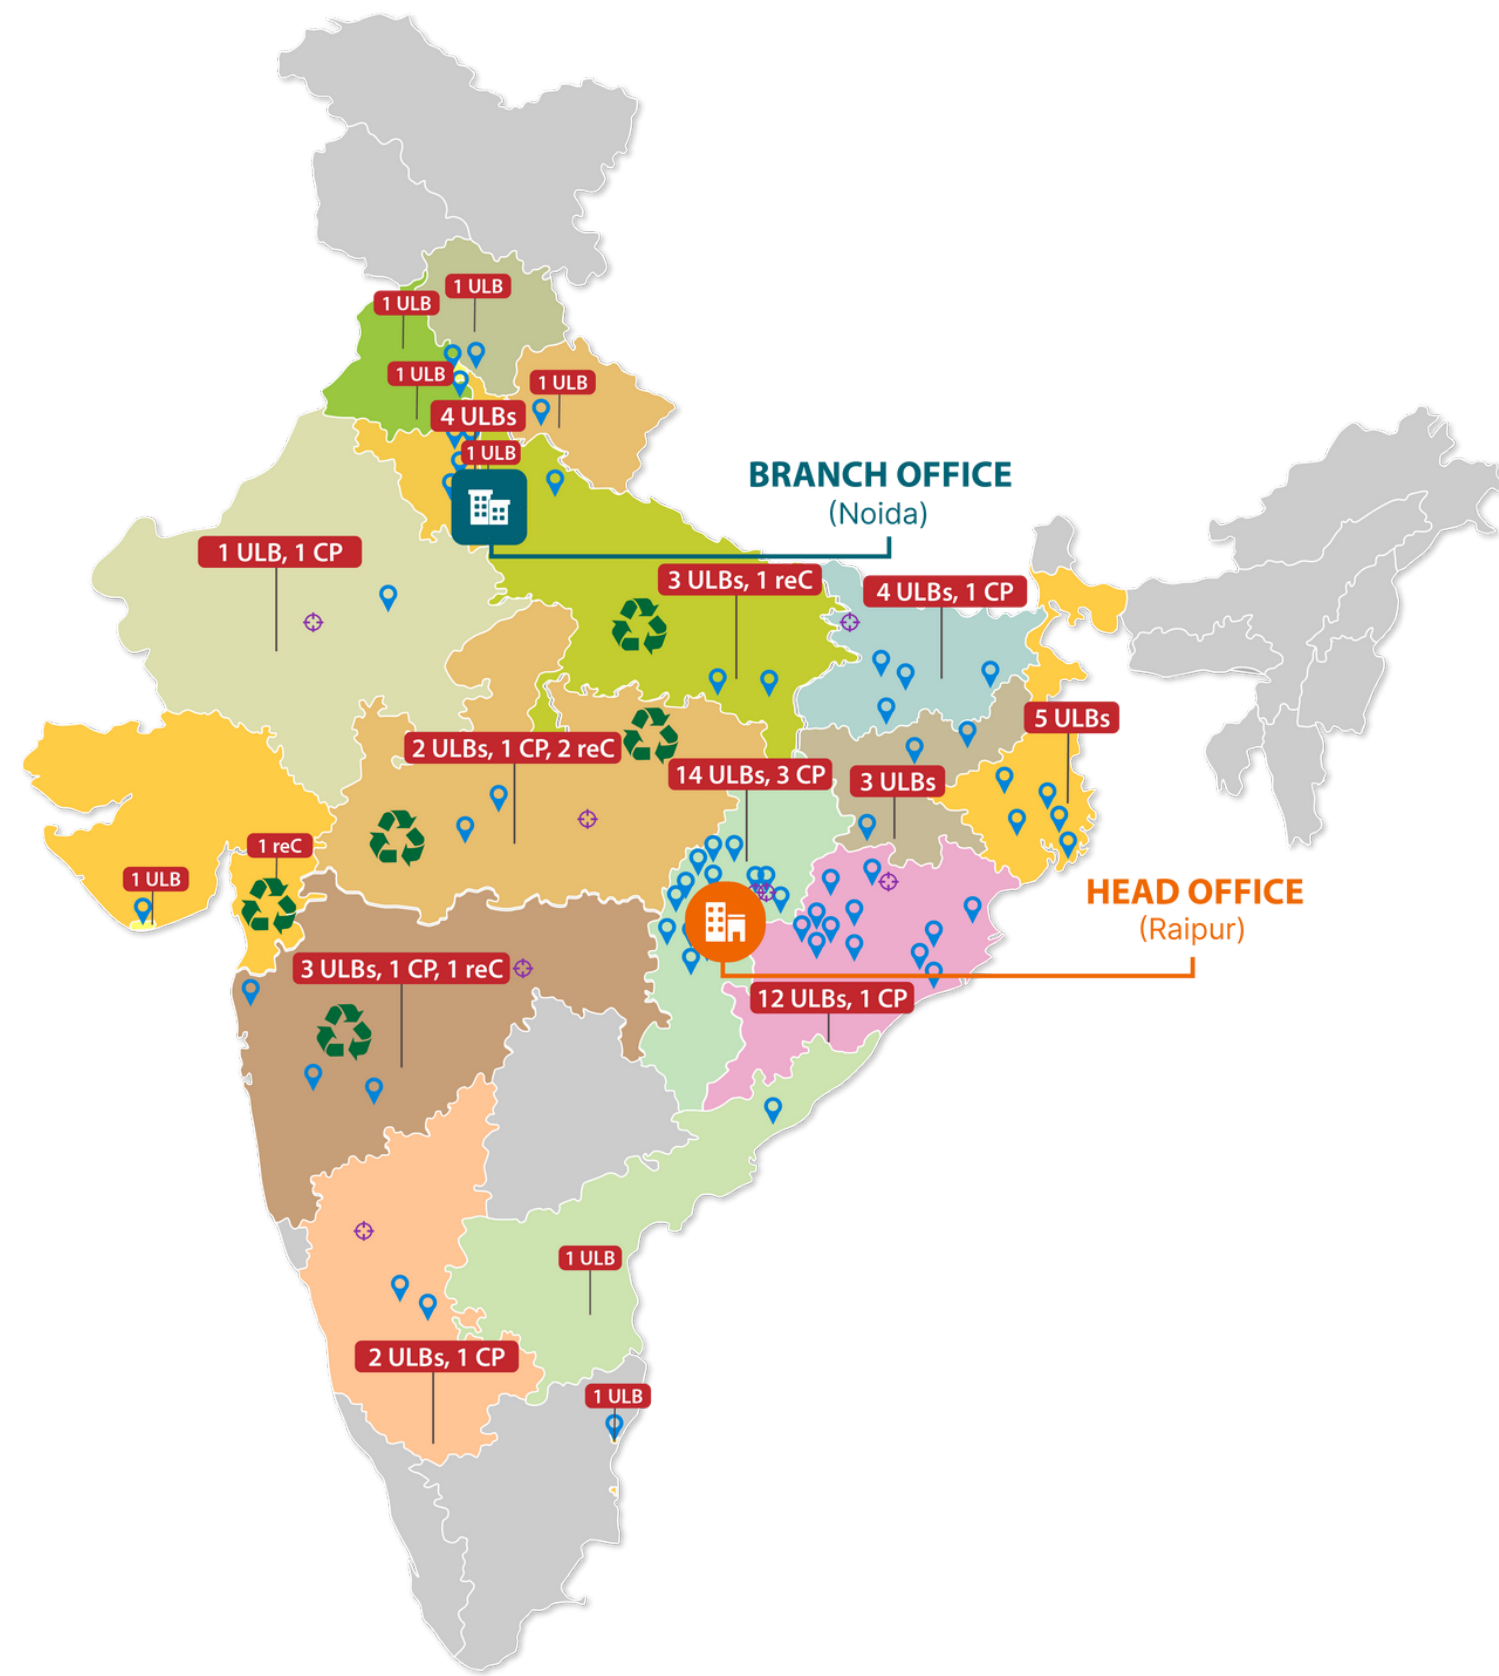 1 ULB
1 ULB
1 ULB
1 ULB
4 ULBs
1 ULB
BRANCH OFFICE
(Noida)
1 ULB, 1 CP
3 ULBs, 1 reC
4 ULBs, 1 CP
5 ULBs
2 ULBs, 1 CP, 2 reC
14 ULBs, 3 CP
3 ULBs
1 reC
1 ULB
HEAD OFFICE
(Raipur)
3 ULBs, 1 CP, 1 reC
12 ULBs, 1 CP
1 ULB
2 ULBs, 1 CP
1 ULB